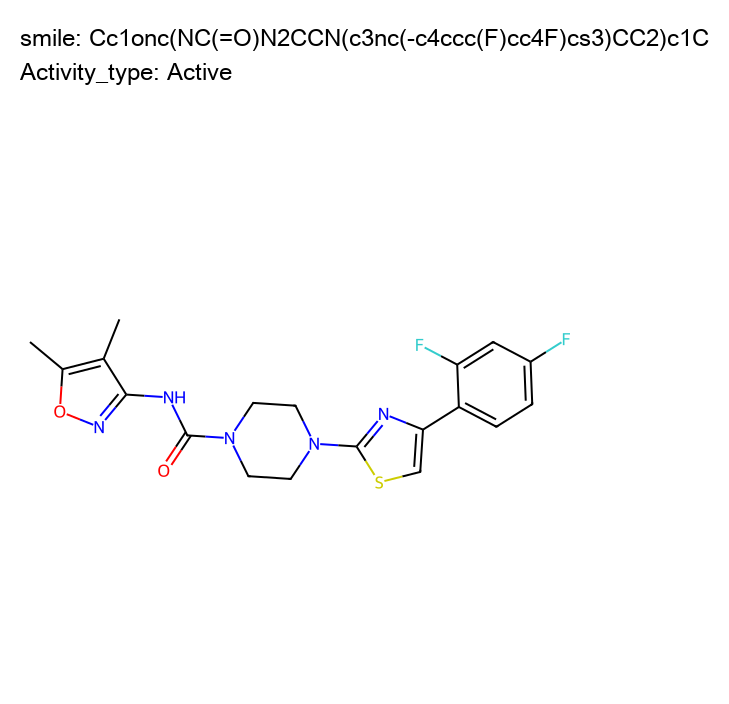 smile: Cc1onc(NC(=O)N2CCN(c3nc(-c4ccc(F)cc4F)cs3)CC2)c1C
Activity_type: Active
F
F
NH
N
O
N
N
N
O
S